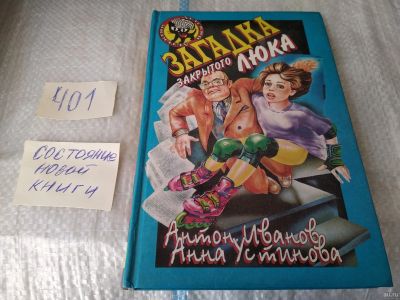 401
СОСТОЯНИЕ
НОВОЙ
КНИГИ
ЗАГАДКА
ЗАКРЫТОГО
ЛЮКА
Антон Иванов
Анна Устинова